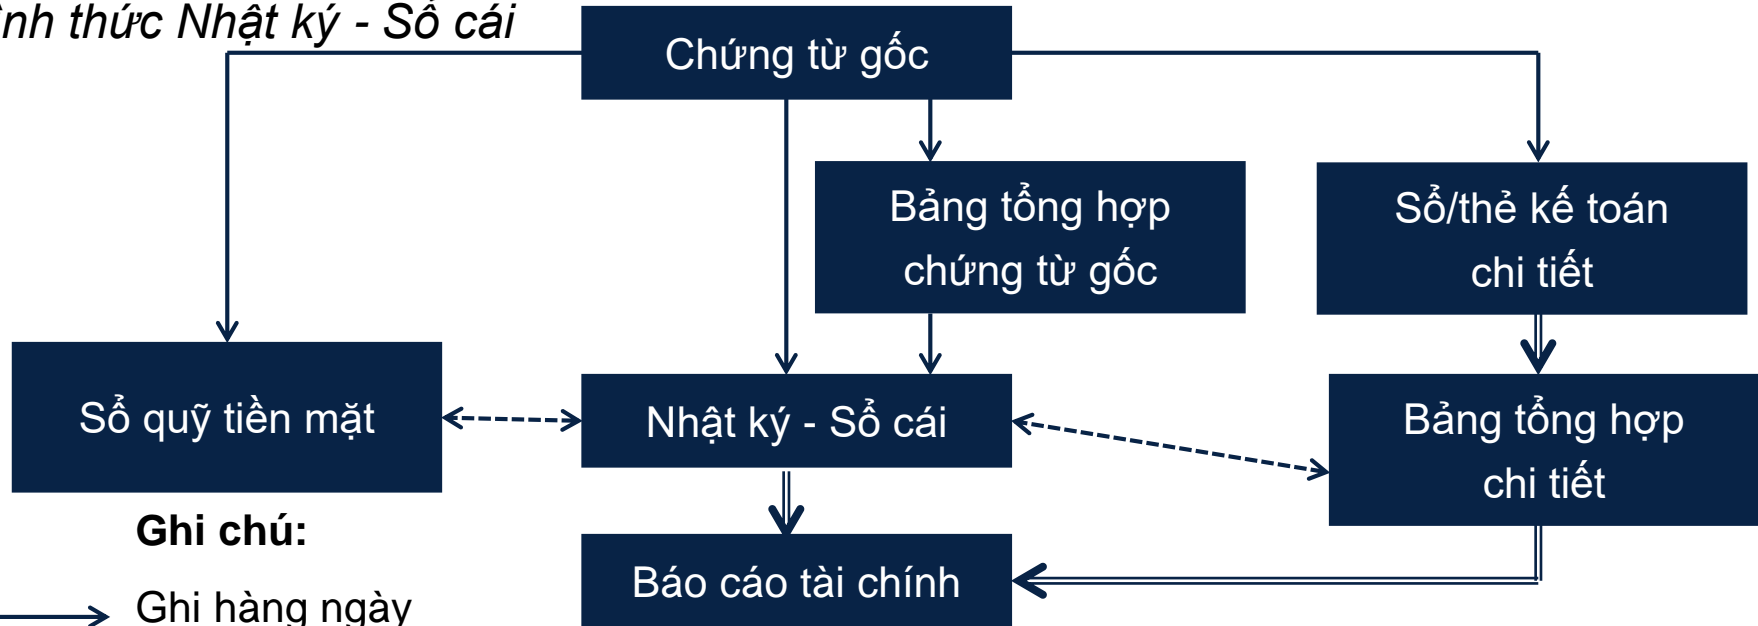 thức Nhật ký - Sổ cái
Chứng từ gốc
Bảng tổng hợp
chứng từ gốc
Sổ/thẻ kế toán
chi tiết
Sổ quỹ tiền mặt
Nhật ký - Sổ cái
Bảng tổng hợp
chi tiết
Ghi chú:
Báo cáo tài chính
Ghi hàng ngày